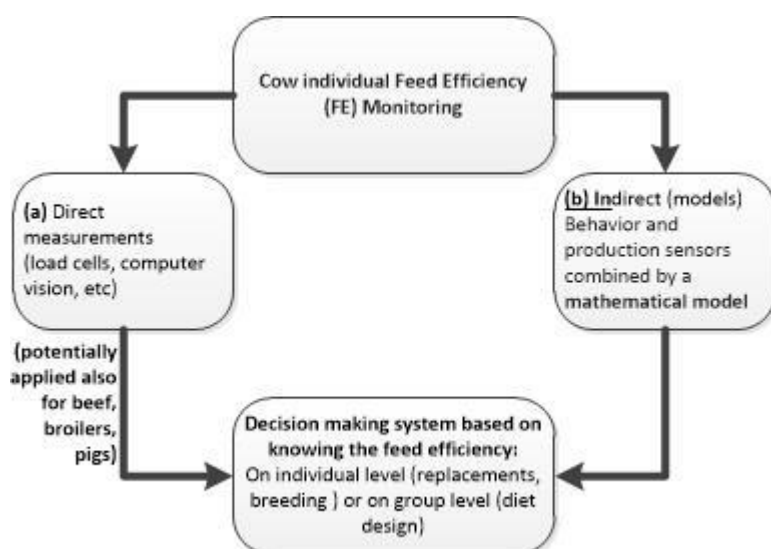 Cow individual Feed Efficiency
(FE) Monitoring
(a) Direct
measurements
(load cells, computer
vision, etc)
(b) Indirect (models)
Behavior and
production sensors
combined by a
mathematical model
(potentially
applied also
for beef,
broilers,
pigs)
Decision making system based on
knowing the feed efficiency:
On individual level (replacements,
breeding ) or on group level (diet
design)